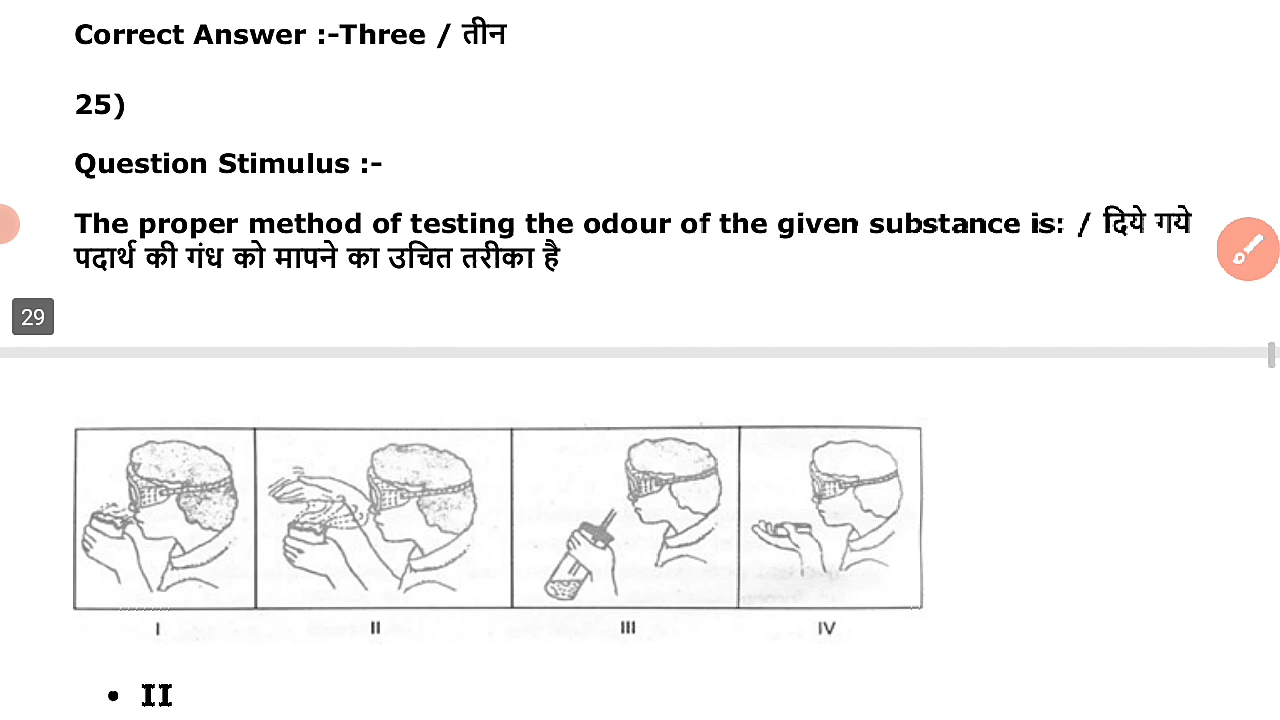 Correct Answer :-Three / तीन
25)
Question Stimulus :-
The proper method of testing the odour of the given substance is: / दिये गये
पदार्थ की गंध को मापने का उचित तरीका है
29
I II III IV
• II